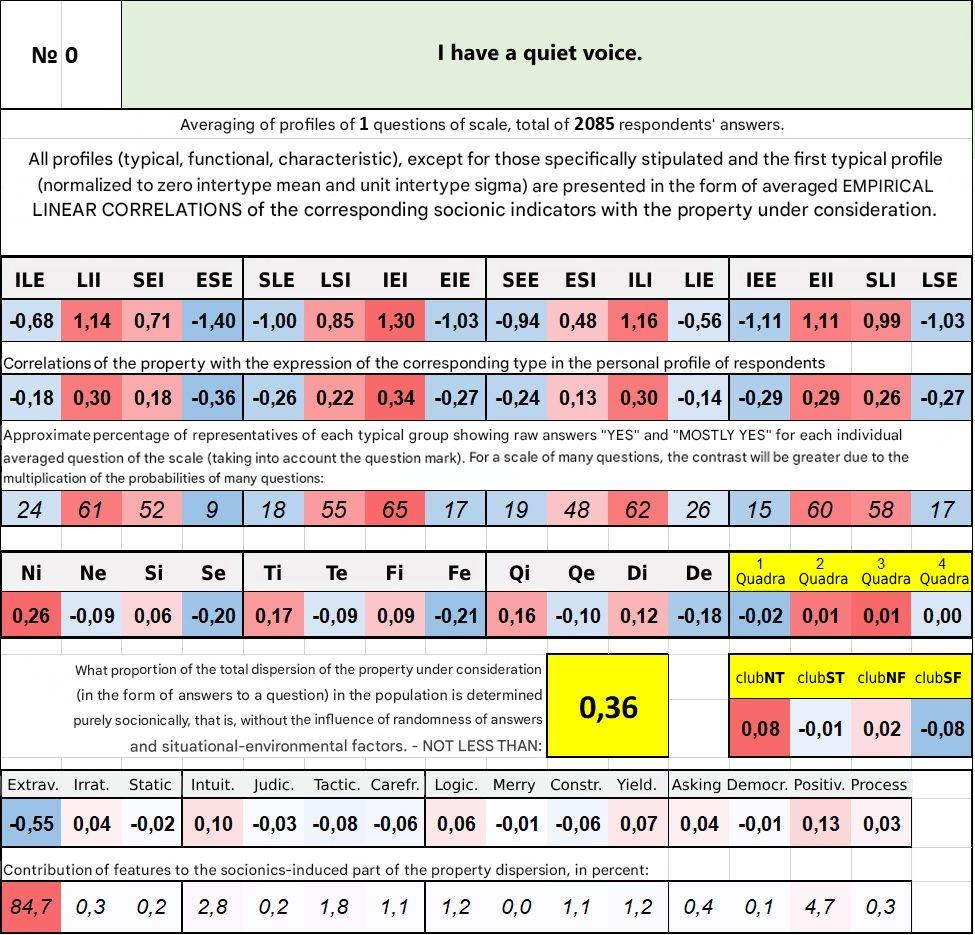 № 0
I have a quiet voice.
Averaging of profiles of 1 questions of scale, total of 2085 respondents' answers.
All profiles (typical, functional, characteristic), except for those specifically stipulated and the first typical profile
(normalized to zero intertype mean and unit intertype sigma) are presented in the form of averaged EMPIRICAL
LINEAR CORRELATIONS of the corresponding socionic indicators with the property under consideration.
ILE LII SEI ESE SLE LSI IEI EIE SEE ESI ILI LIE IEE EII SLI LSE
-0,68 1,14 0,71 -1,40 -1,00 0,85 1,30 -1,03 -0,94 0,48 1,16 -0,56 -1,11 1,11 0,99 -1,03
Correlations of the property with the expression of the corresponding type in the personal profile of respondents
-0,18 0,30 0,18 -0,36 -0,26 0,22 0,34 -0,27 -0,24 0,13 0,30 -0,14 -0,29 0,29 0,26 -0,27
Approximate percentage of representatives of each typical group showing raw answers "YES" and "MOSTLY YES" for each individual
averaged question of the scale (taking into account the question mark). For a scale of many questions, the contrast will be greater due to the
multiplication of the probabilities of many questions:
24 61 52 9 18 55 65 17 19 48 62 26 15 60 58 17
Ni Ne Si Se Ti Te Fi Fe Qi Qe Di De 1 Quadra 2 Quadra 3 Quadra 4 Quadra
0,26 -0,09 0,06 -0,20 0,17 -0,09 0,09 -0,21 0,16 -0,10 0,12 -0,18 -0,02 0,01 0,01 0,00
What proportion of the total dispersion of the property under consideration
(in the form of answers to a question) in the population is determined
purely socionically, that is, without the influence of randomness of answers
and situational-environmental factors. - NOT LESS THAN:
0,36
clubNT clubST clubNF clubSF
0,08 -0,01 0,02 -0,08
Extrav. Irrat. Static Intuit. Judic. Tactic. Carefr. Logic. Merry Constr. Yield. Asking Democr. Positiv. Process
-0,55 0,04 -0,02 0,10 -0,03 -0,08 -0,06 0,06 -0,01 -0,06 0,07 0,04 -0,01 0,13 0,03
Contribution of features to the socionics-induced part of the property dispersion, in percent:
84,7 0,3 0,2 2,8 0,2 1,8 1,1 1,2 0,0 1,1 1,2 0,4 0,1 4,7 0,3